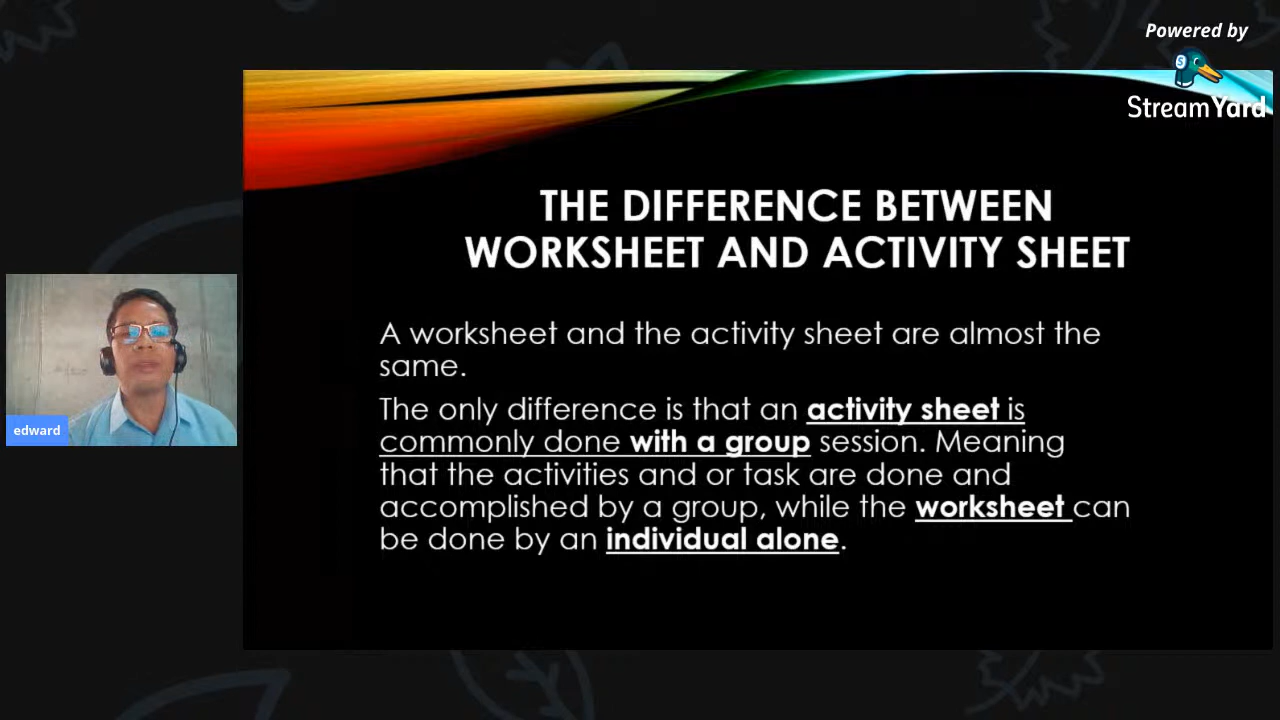 Powered by
StreamYard
THE DIFFERENCE BETWEEN
WORKSHEET AND ACTIVITY SHEET
A worksheet and the activity sheet are almost the
same.
The only difference is that an activity sheet is
commonly done with a group session. Meaning
that the activities and or task are done and
accomplished by a group, while the worksheet can
be done by an individual alone.
edward